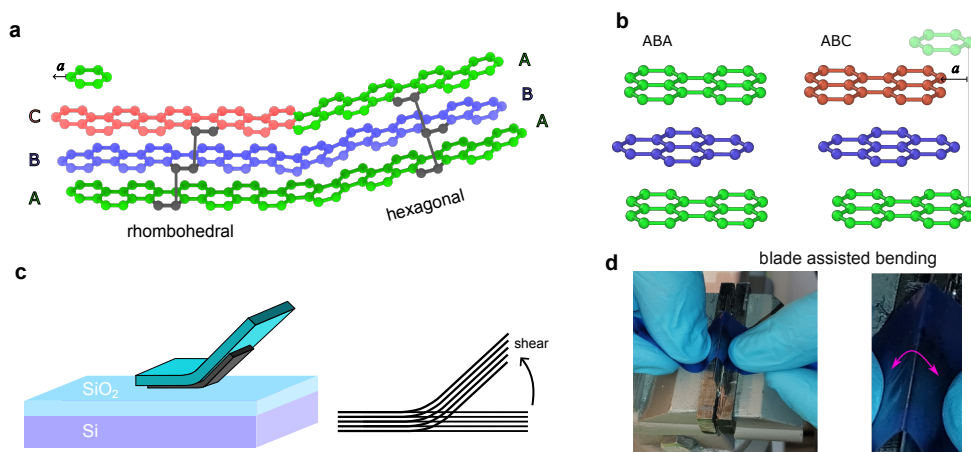 a
a
C
B
A
A
B
A
rhombohedral
hexagonal
b
ABA
ABC
a
c
SiO2
Si
shear
d
blade assisted bending